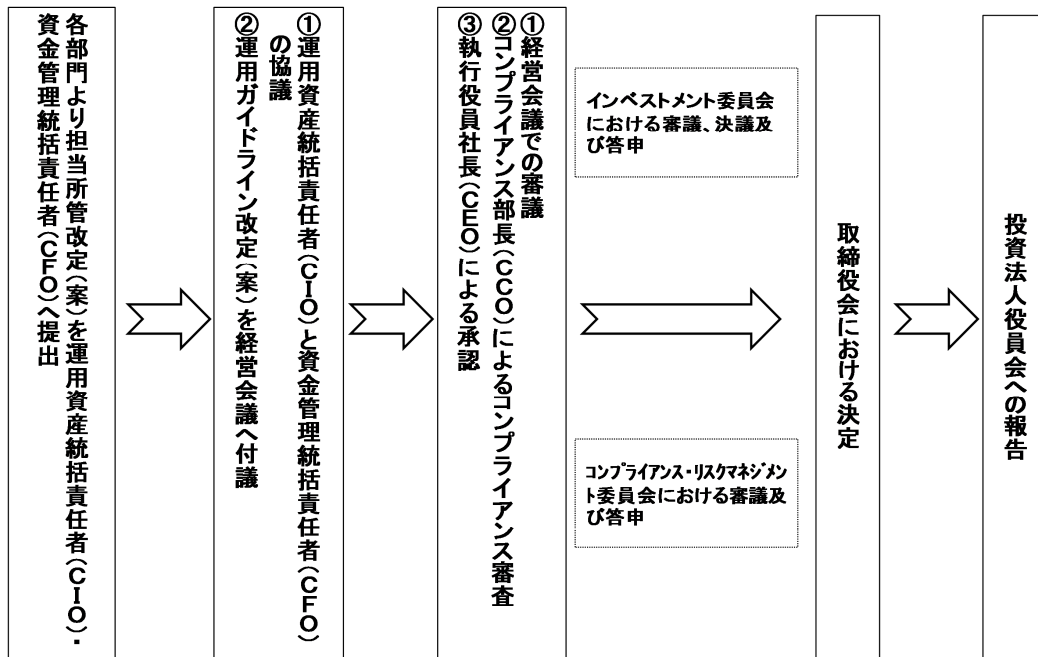 各部門より担当所管改定(案)を運用資産統括責任者(CIO)・
資金管理統括責任者(CFO)へ提出
①運用資産統括責任者(CIO)と資金管理統括責任者(CFO)
の協議
②運用ガイドライン改定(案)を経営会議へ付議
①経営会議での審議
②コンプライアンス部長(CCO)によるコンプライアンス審査
③執行役員社長(CEO)による承認
インベストメント委員会
における審議、決議及
び答申
コンプライアンス・リスクマネジメン
ト委員会における審議及
び答申
取締役会における決定
投資法人役員会への報告